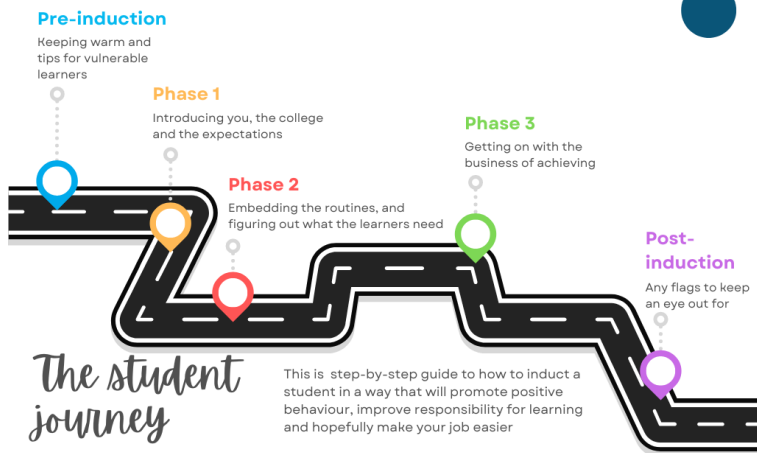 Pre-induction
Keeping warm and
tips for vulnerable
learners
Phase 1
Introducing you, the college
and the expectations
Phase 2
Embedding the routines, and
figuring out what the learners need
Phase 3
Getting on with the
business of achieving
Post-
induction
Any flags to keep
an eye out for
The student
journey
This is step-by-step guide to how to induct a
student in a way that will promote positive
behaviour, improve responsibility for learning
and hopefully make your job easier